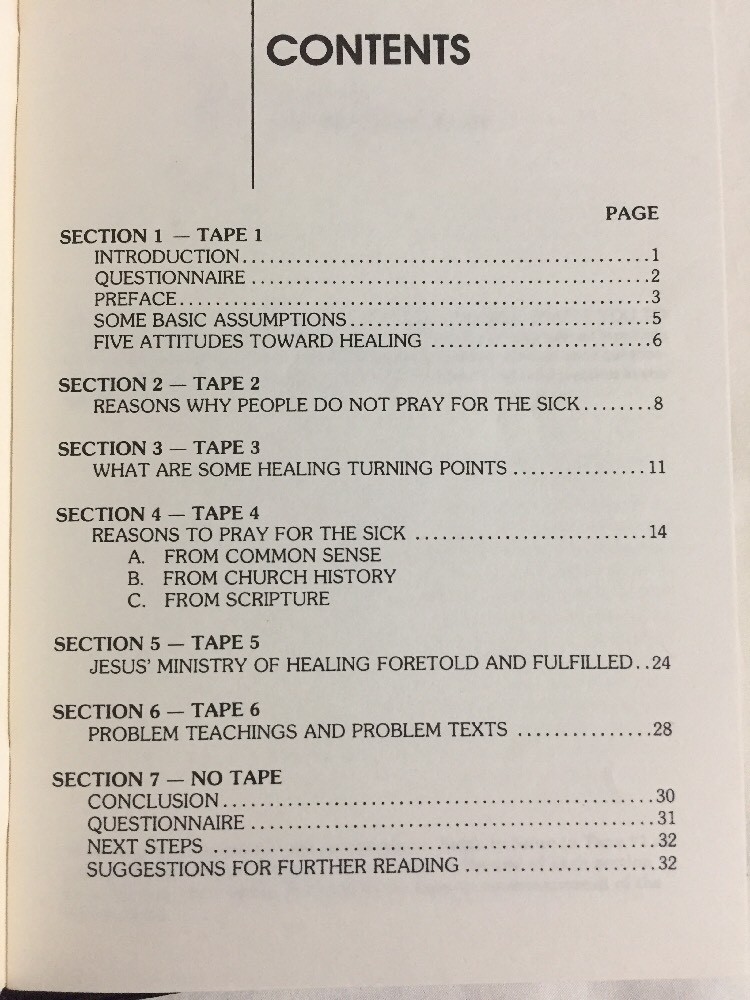 CONTENTS
PAGE
SECTION 1 — TAPE 1
INTRODUCTION................................................1
QUESTIONNAIRE ...............................................2
PREFACE........................................................3
SOME BASIC ASSUMPTIONS....................................5
FIVE ATTITUDES TOWARD HEALING ..........................6
SECTION 2 — TAPE 2
REASONS WHY PEOPLE DO NOT PRAY FOR THE SICK........8
SECTION 3 — TAPE 3
WHAT ARE SOME HEALING TURNING POINTS ...............11
SECTION 4 — TAPE 4
REASONS TO PRAY FOR THE SICK ...........................14
A. FROM COMMON SENSE
B. FROM CHURCH HISTORY
C. FROM SCRIPTURE
SECTION 5 — TAPE 5
JESUS' MINISTRY OF HEALING FORETOLD AND FULFILLED..24
SECTION 6 — TAPE 6
PROBLEM TEACHINGS AND PROBLEM TEXTS ...............28
SECTION 7 — NO TAPE
CONCLUSION...................................................30
QUESTIONNAIRE ...............................................31
NEXT STEPS ....................................................32
SUGGESTIONS FOR FURTHER READING .......................32